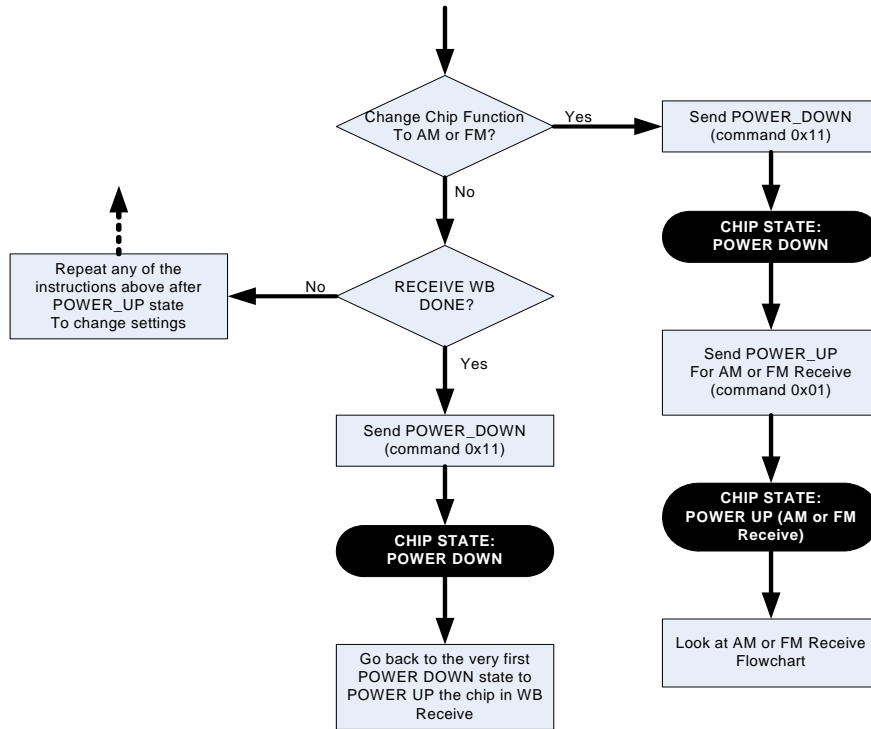 Change Chip Function
To AM or FM?
Yes
Send POWER_DOWN
(command 0x11)
No
CHIP STATE:
POWER DOWN
Repeat any of the
instructions above after
POWER_UP state
To change settings
No
RECEIVE WB
DONE?
Yes
Send POWER_UP
For AM or FM Receive
(command 0x01)
Send POWER_DOWN
(command 0x11)
CHIP STATE:
POWER UP (AM or FM
Receive)
CHIP STATE:
POWER DOWN
Look at AM or FM Receive
Flowchart
Go back to the very first
POWER DOWN state to
POWER UP the chip in WB
Receive